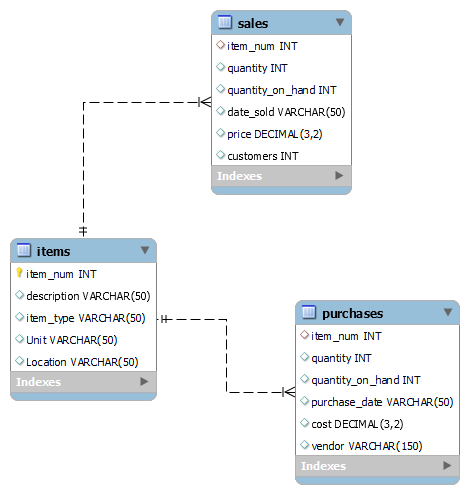 sales
item_num INT
quantity INT
quantity_on_hand INT
date_sold VARCHAR(50)
price DECIMAL(3,2)
customers INT
Indexes
items
item_num INT
description VARCHAR(50)
item_type VARCHAR(50)
Unit VARCHAR(50)
Location VARCHAR(50)
Indexes
purchases
item_num INT
quantity INT
quantity_on_hand INT
purchase_date VARCHAR(50)
cost DECIMAL(3,2)
vendor VARCHAR(150)
Indexes